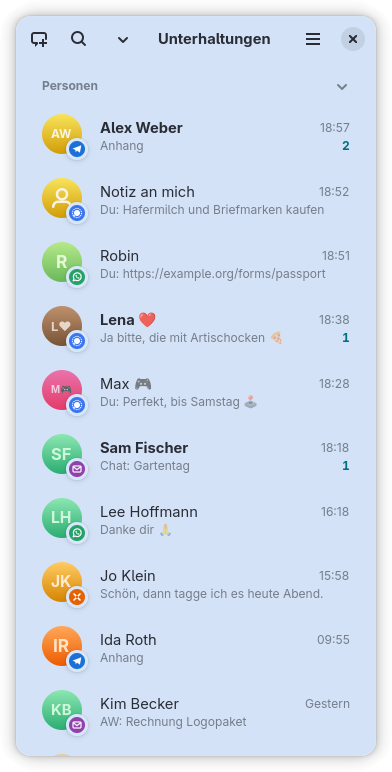 Unterhaltungen
Personen
AW
Alex Weber 18:57
Anhang 2
Notiz an mich 18:52
Du: Hafermilch und Briefmarken kaufen
R
Robin 18:51
Du: https://example.org/forms/passport
L❤
Lena ❤️ 18:38
Ja bitte, die mit Artischocken 🍕 1
M🎮
Max 🎮 18:28
Du: Perfekt, bis Samstag 🕹️
SF
Sam Fischer 18:18
Chat: Gartentag 1
LH
Lee Hoffmann 16:18
Danke dir 🙏
JK
Jo Klein 15:58
Schön, dann tagge ich es heute Abend.
IR
Ida Roth 09:55
Anhang
KB
Kim Becker Gestern
AW: Rechnung Logopaket